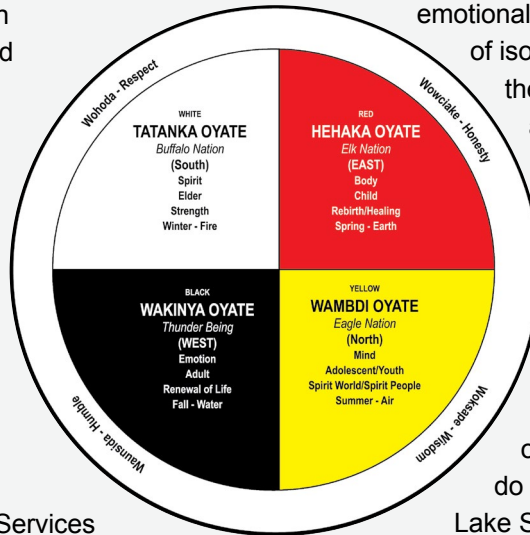 emotional
of iso
the
d
Wohoda - Respect
Wowciake - Honesty
WHITE
TATANKA OYATE
Buffalo Nation
(South)
Spirit
Elder
Strength
Winter - Fire
RED
HEHAKA OYATE
Elk Nation
(EAST)
Body
Child
Rebirth/Healing
Spring - Earth
BLACK
WAKINYA OYATE
Thunder Being
(WEST)
Emotion
Adult
Renewal of Life
Fall - Water
YELLOW
WAMBDI OYATE
Eagle Nation
(North)
Mind
Adolescent/Youth
Spirit World/Spirit People
Summer - Air
Waunsida - Humble
Woksape - Wisdom
do
Services
Lake S